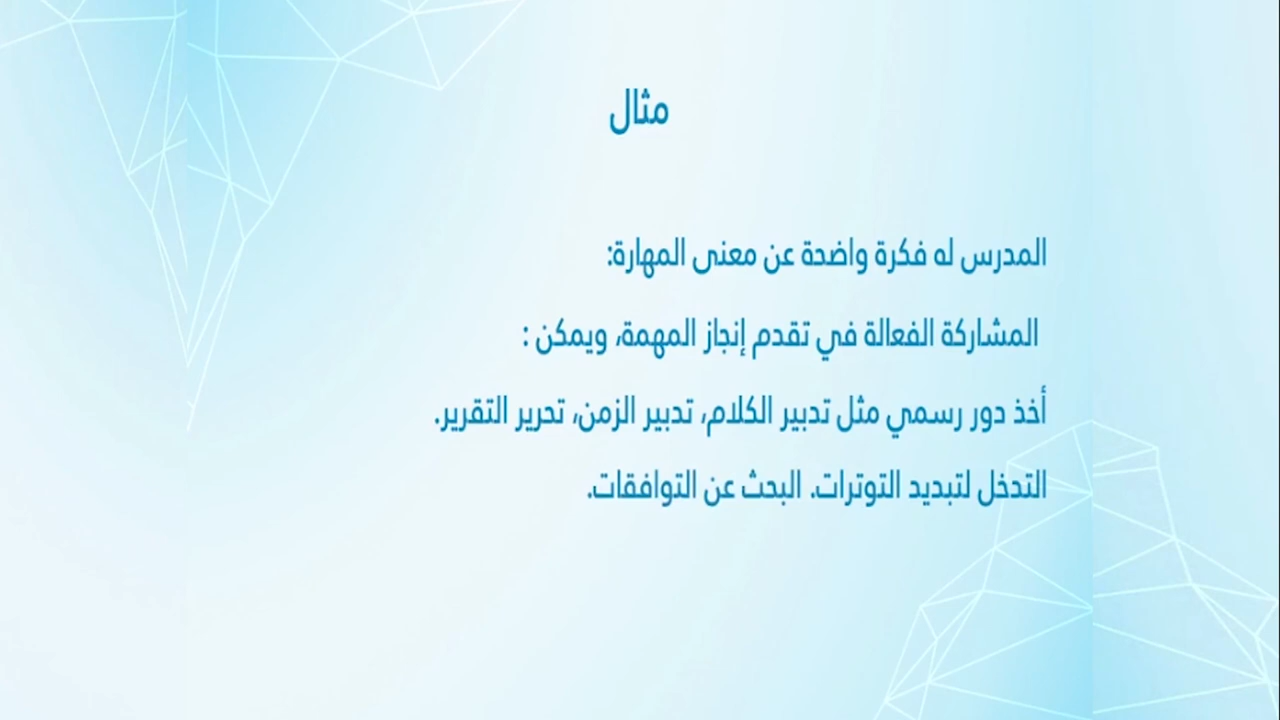 مثال
المدرس له فكرة واضحة عن معنى المهارة:
المشاركة الفعالة في تقدم إنجاز المهمة، ويمكن :
أخذ دور رسمي مثل تدبير الكلام، تدبير الزمن، تحرير التقرير.
التدخل لتبديد التوترات. البحث عن التوافقات.